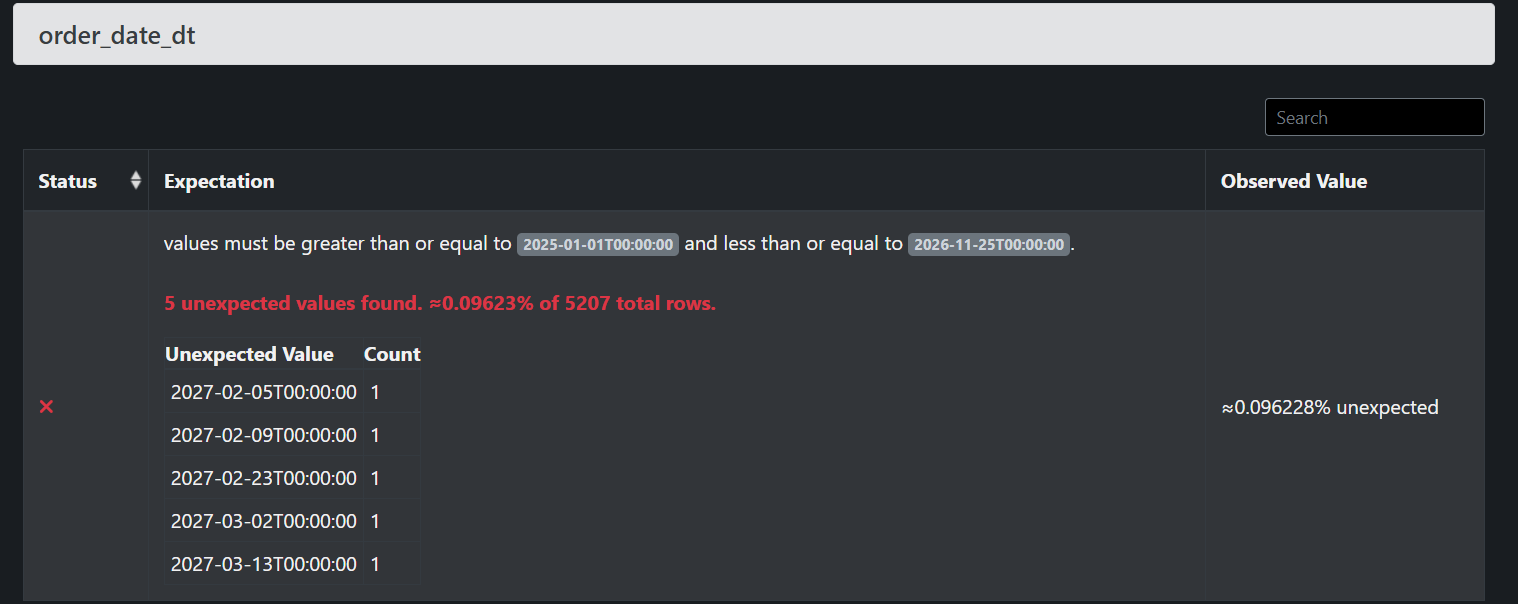 order_date_dt
Search
Status Expectation Observed Value
values must be greater than or equal to 2025-01-01T00:00:00 and less than or equal to 2026-11-25T00:00:00 .
5 unexpected values found. ≈0.09623% of 5207 total rows.
Unexpected Value Count
2027-02-05T00:00:00 1
2027-02-09T00:00:00 1
2027-02-23T00:00:00 1
2027-03-02T00:00:00 1
2027-03-13T00:00:00 1
≈0.096228% unexpected